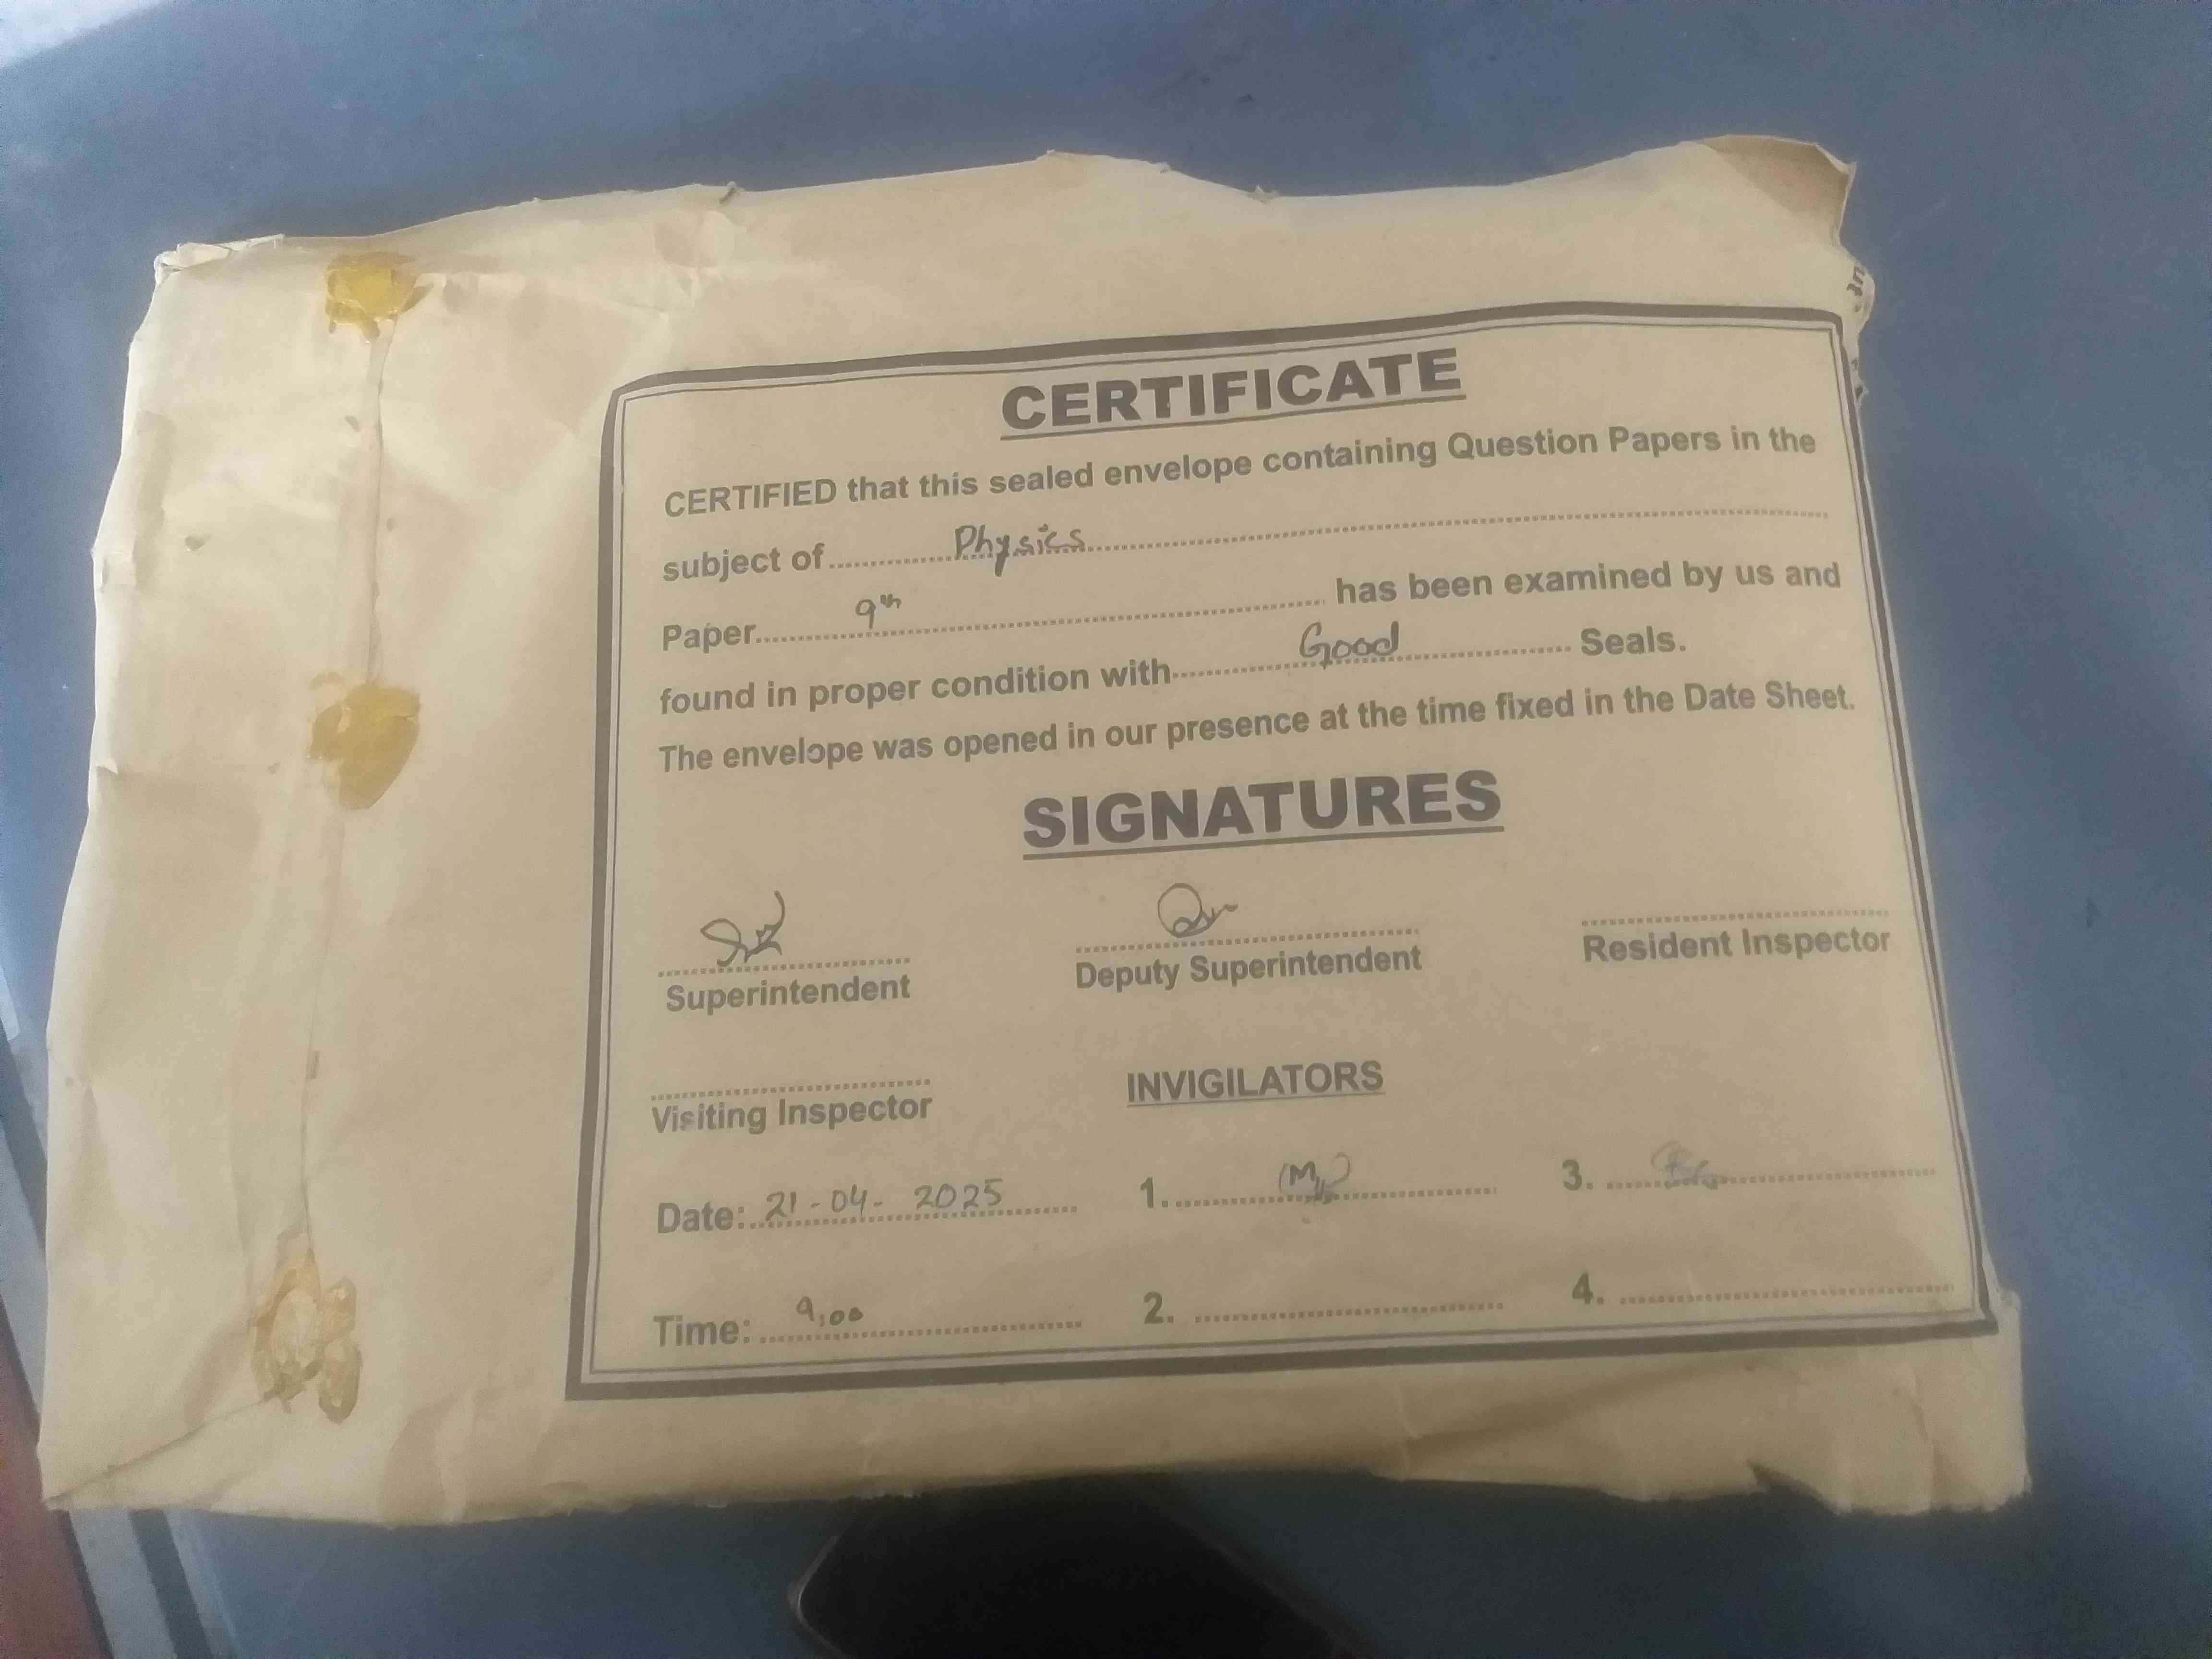 CERTIFICATE
CERTIFIED that this sealed envelope containing Question Papers in the
subject of Physics
Paper 9th has been examined by us and
found in proper condition with Good Seals.
The envelope was opened in our presence at the time fixed in the Date Sheet.
SIGNATURES
Superintendent Deputy Superintendent Resident Inspector
Visiting Inspector INVIGILATORS
Date: 21-04-2025 1. 3.
Time: 9,00 2. 4.